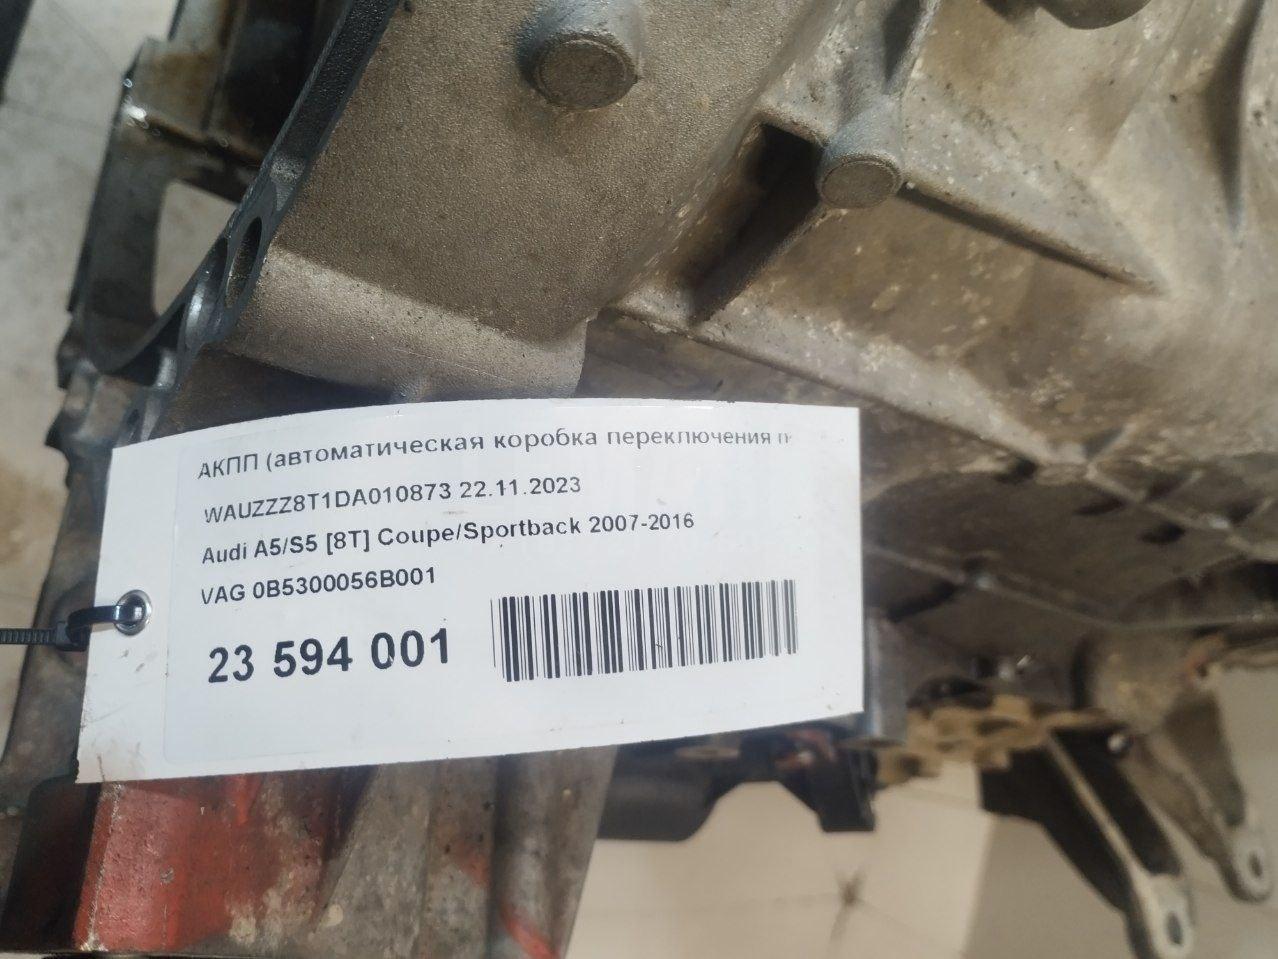 АКПП (автоматическая коробка переключения
WAUZZZ8T1DA010873 22.11.2023
Audi A5/S5 [8T] Coupe/Sportback 2007-2016
VAG 0B5300056B001
23 594 001